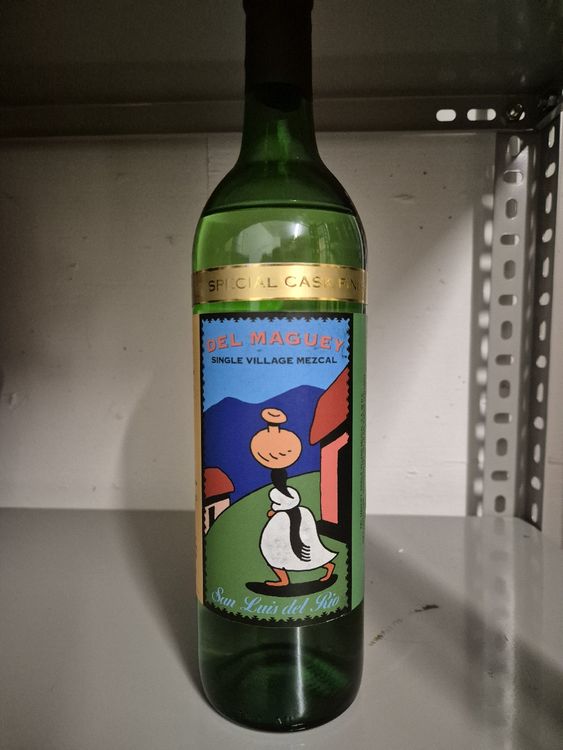 SPECIAL CASK FIN
DEL MAGUEY
SINGLE VILLAGE MEZCAL
San Luis del Rio